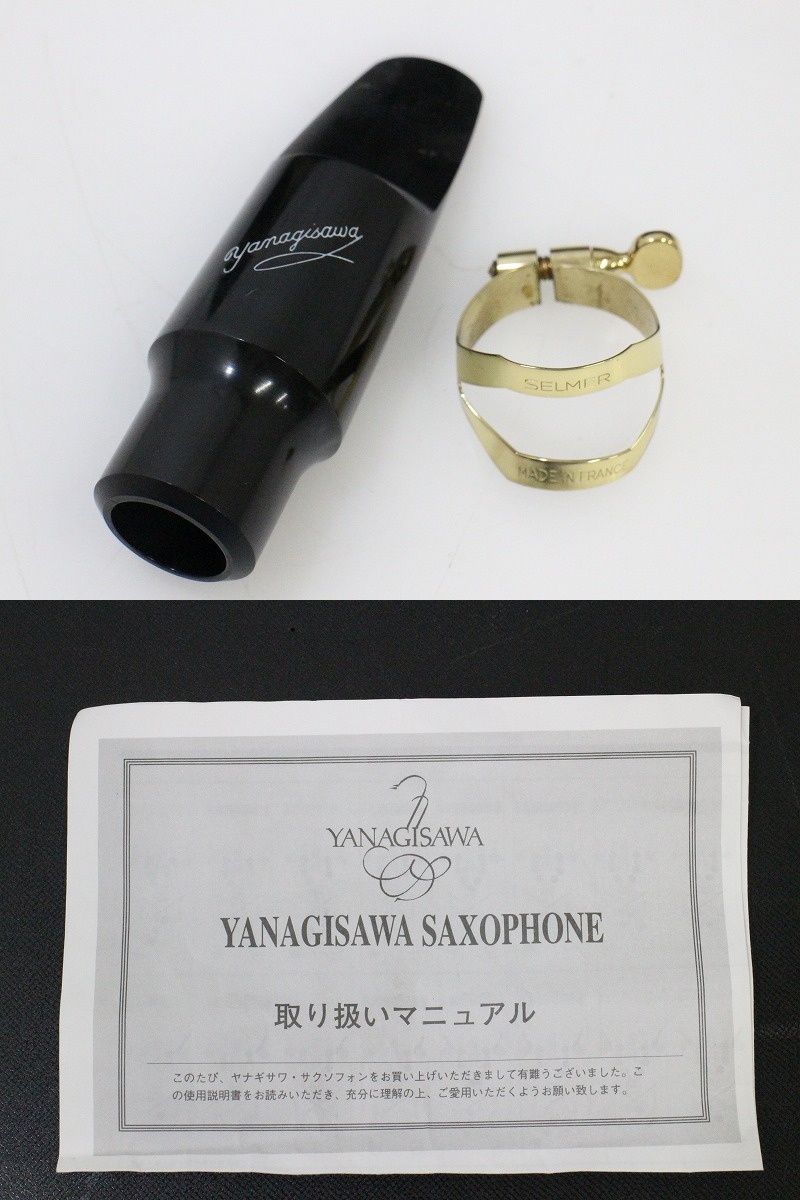 yanagisawa
SELMER
MADE IN FRANCE
YANAGISAWA
YANAGISAWA SAXOPHONE
取り扱いマニュアル
このたび、ヤナギサワ・サクソフォンをお買い上げいただきまして有難うございました。こ
の使用説明書をお読みいただき、充分に理解の上、ご愛用いただくようお願い致します。